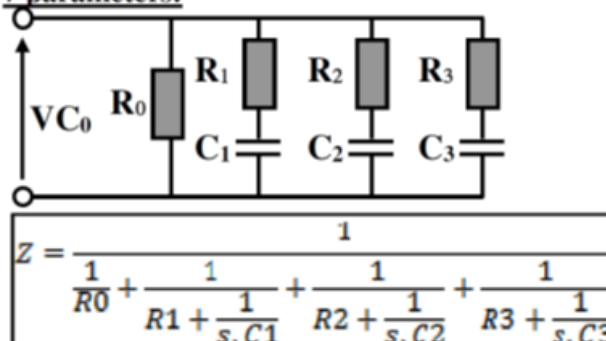 parameters:
R₁ R₂ R₃
VC₀ R₀
C₁ C₂ C₃
Z = 1 / (1/R0 + 1/(R1 + 1/s.C1) + 1/(R2 + 1/s.C2) + 1/(R3 + 1/s.C3))